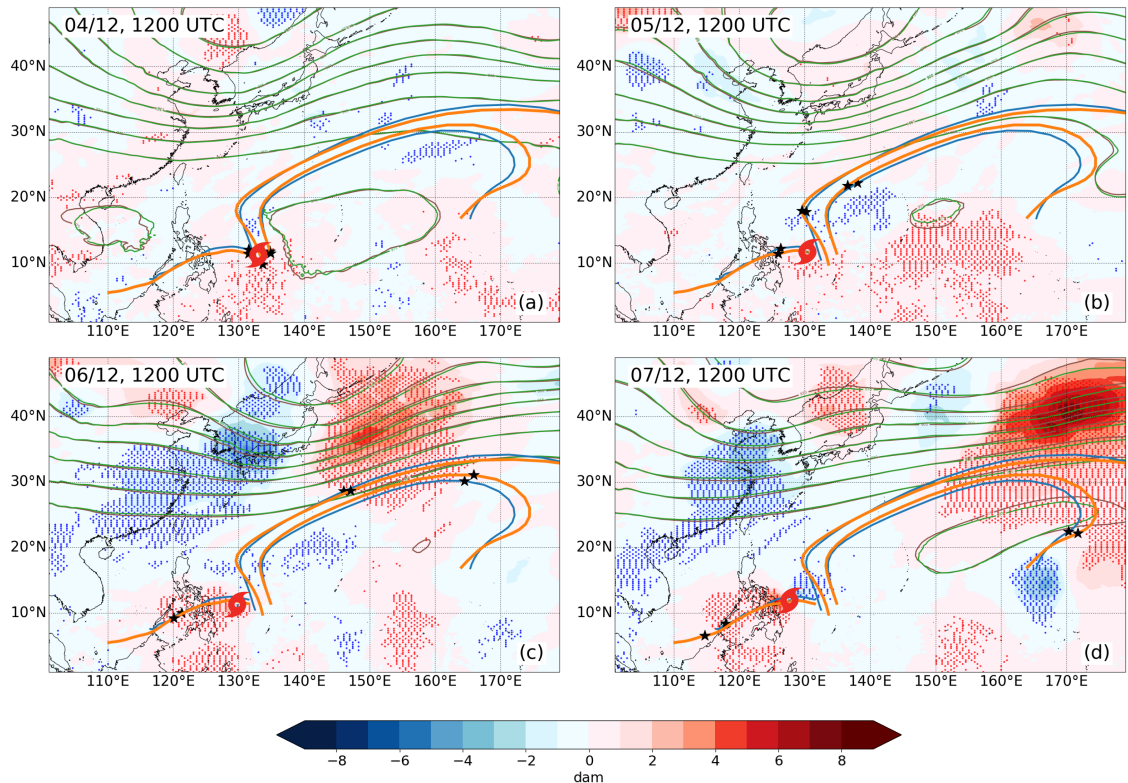 04/12, 1200 UTC
05/12, 1200 UTC
40°N
30°N
20°N
10°N
(a)
110°E 120°E 130°E 140°E 150°E 160°E 170°E
40°N
30°N
20°N
10°N
(b)
110°E 120°E 130°E 140°E 150°E 160°E 170°E
06/12, 1200 UTC
07/12, 1200 UTC
40°N
30°N
20°N
10°N
(c)
110°E 120°E 130°E 140°E 150°E 160°E 170°E
40°N
30°N
20°N
10°N
(d)
110°E 120°E 130°E 140°E 150°E 160°E 170°E
−8 −6 −4 −2 0 2 4 6 8
dam